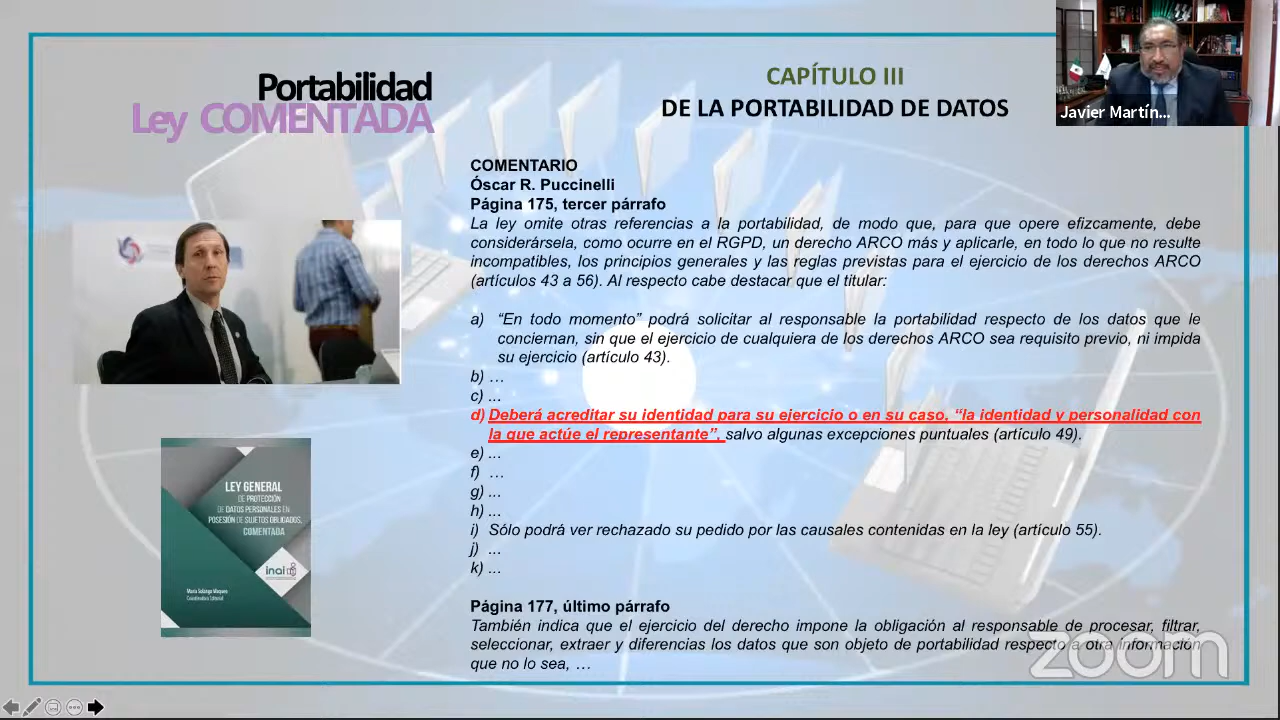 Portabilidad
Ley COMENTADA
CAPÍTULO III
DE LA PORTABILIDAD DE DATOS
Javier Martín...
COMENTARIO
Óscar R. Puccinelli
Página 175, tercer párrafo
La ley omite otras referencias a la portabilidad, de modo que, para que opere efizcamente, debe
considerársela, como ocurre en el RGPD, un derecho ARCO más y aplicarle, en todo lo que no resulte
incompatibles, los principios generales y las reglas previstas para el ejercicio de los derechos ARCO
(artículos 43 a 56). Al respecto cabe destacar que el titular:
a) “En todo momento” podrá solicitar al responsable la portabilidad respecto de los datos que le
conciernan, sin que el ejercicio de cualquiera de los derechos ARCO sea requisito previo, ni impida
su ejercicio (artículo 43).
b) …
c) ...
d) Deberá acreditar su identidad para su ejercicio o en su caso, “la identidad y personalidad con
la que actúe el representante”, salvo algunas excepciones puntuales (artículo 49).
e) ...
f) …
g) ...
h) ...
i) Sólo podrá ver rechazado su pedido por las causales contenidas en la ley (artículo 55).
j) ...
k) ...
Página 177, último párrafo
También indica que el ejercicio del derecho impone la obligación al responsable de procesar, filtrar,
seleccionar, extraer y diferencias los datos que son objeto de portabilidad respecto a otra información
que no lo sea, …
LEY GENERAL
DE PROTECCIÓN
DE DATOS PERSONALES EN
POSESIÓN DE SUJETOS OBLIGADOS,
COMENTADA
inai
María Solange Maqueo
Coordinadora Editorial
zoom